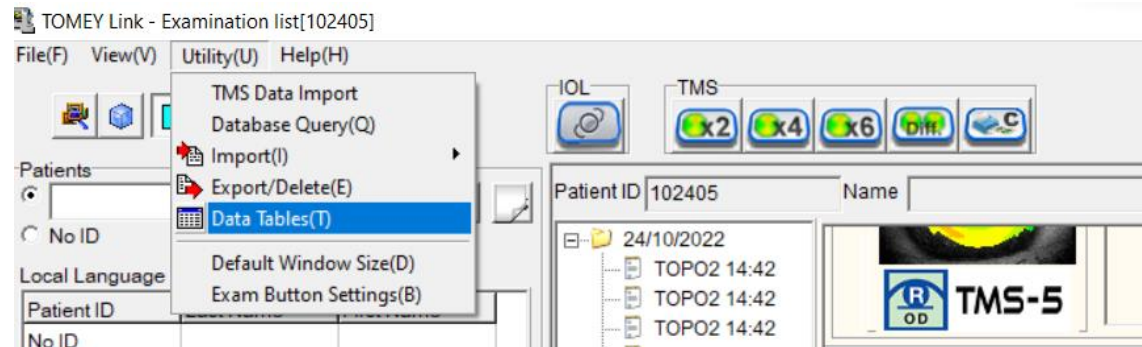 TOMEY Link - Examination list[102405]
File(F) View(V) Utility(U) Help(H)
TMS Data Import
Database Query(Q)
Import(I)
Export/Delete(E)
Data Tables(T)
Default Window Size(D)
Exam Button Settings(B)
IOL
TMS
x2 x4 x6 Diff. C
Patients
No ID
Local Language
Patient ID
No ID
Patient ID 102405 Name
24/10/2022
TOPO2 14:42
TOPO2 14:42
TOPO2 14:42
R
OD
TMS-5